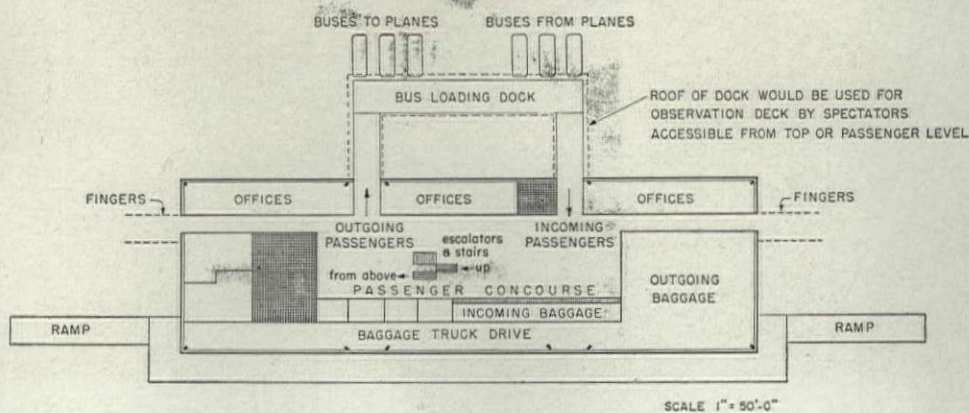 BUSES TO PLANES
BUSES FROM PLANES
BUS LOADING DOCK
ROOF OF DOCK WOULD BE USED FOR
OBSERVATION DECK BY SPECTATORS
ACCESSIBLE FROM TOP OR PASSENGER LEVEL
FINGERS
OFFICES
OFFICES
OFFICES
FINGERS
OUTGOING
PASSENGERS
INCOMING
PASSENGERS
escalators
& stairs
up
from above
PASSENGER CONCOURSE
OUTGOING
BAGGAGE
INCOMING BAGGAGE
RAMP
BAGGAGE TRUCK DRIVE
RAMP
SCALE 1" = 50'-0"